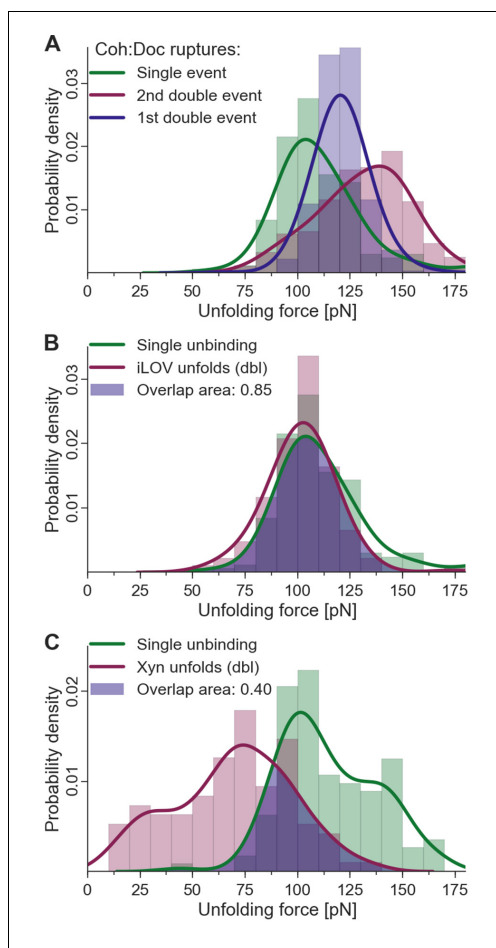 A
Coh:Doc ruptures:
Single event
2nd double event
1st double event
Probability density
0.03
0.02
0.01
0 25 50 75 100 125 150 175
Unfolding force [pN]
B
Single unbinding
iLOV unfolds (dbl)
Overlap area: 0.85
Probability density
0.03
0.02
0.01
0 25 50 75 100 125 150 175
Unfolding force [pN]
C
Single unbinding
Xyn unfolds (dbl)
Overlap area: 0.40
Probability density
0.02
0.01
0 25 50 75 100 125 150 175
Unfolding force [pN]